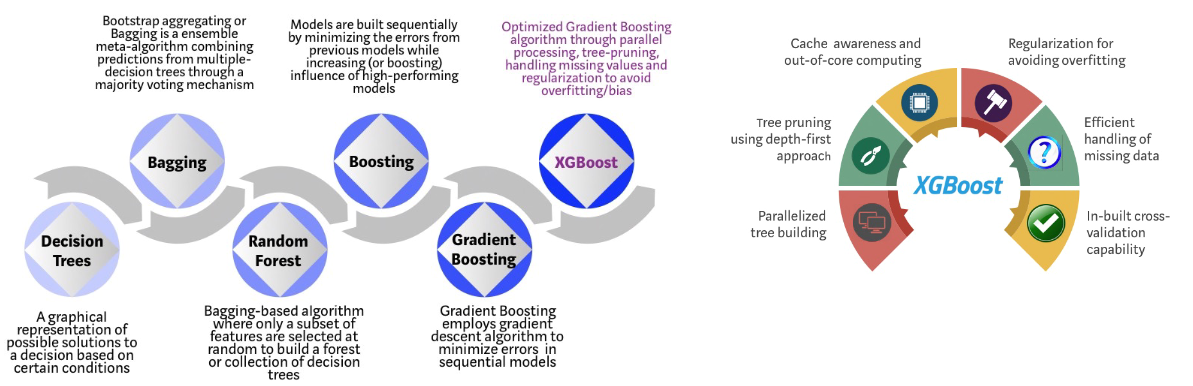 Bootstrap aggregating or
Bagging is a ensemble
meta-algorithm combining
predictions from multiple-
decision trees through a
majority voting mechanism
Models are built sequentially
by minimizing the errors from
previous models while
increasing (or boosting)
influence of high-performing
models
Optimized Gradient Boosting
algorithm through parallel
processing, tree-pruning,
handling missing values and
regularization to avoid
overfitting/bias
Bagging
Boosting
XGBoost
Decision
Trees
Random
Forest
Gradient
Boosting
A graphical
representation of
possible solutions to
a decision based on
certain conditions
Bagging-based algorithm
where only a subset of
features are selected at
random to build a forest
or collection of decision
trees
Gradient Boosting
employs gradient
descent algorithm to
minimize errors in
sequential models
Cache awareness and
out-of-core computing
Regularization for
avoiding overfitting
Tree pruning
using depth-first
approach
Efficient
handling of
missing data
?
XGBoost
Parallelized
tree building
In-built cross-
validation
capability